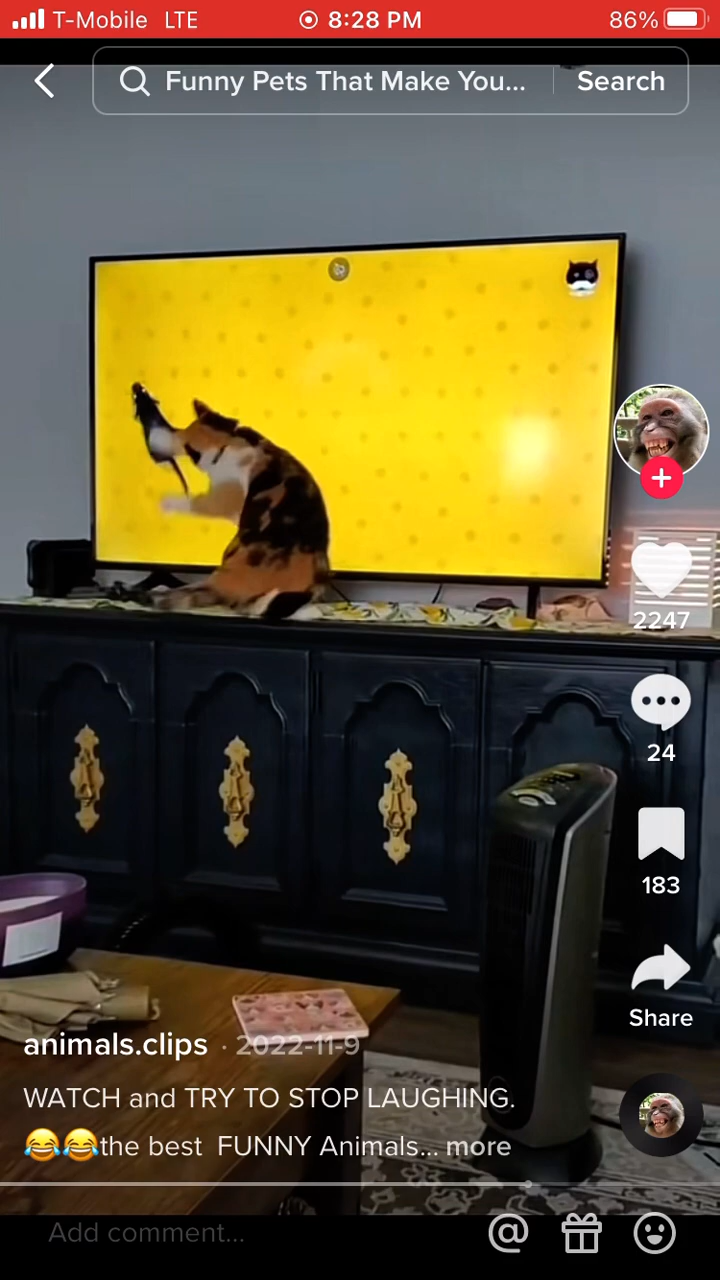 T-Mobile LTE 8:28 PM 86%
Funny Pets That Make You... Search
2247
24
183
Share
animals.clips · 2022-11-9
WATCH and TRY TO STOP LAUGHING.
😂😂the best FUNNY Animals... more
Add comment...